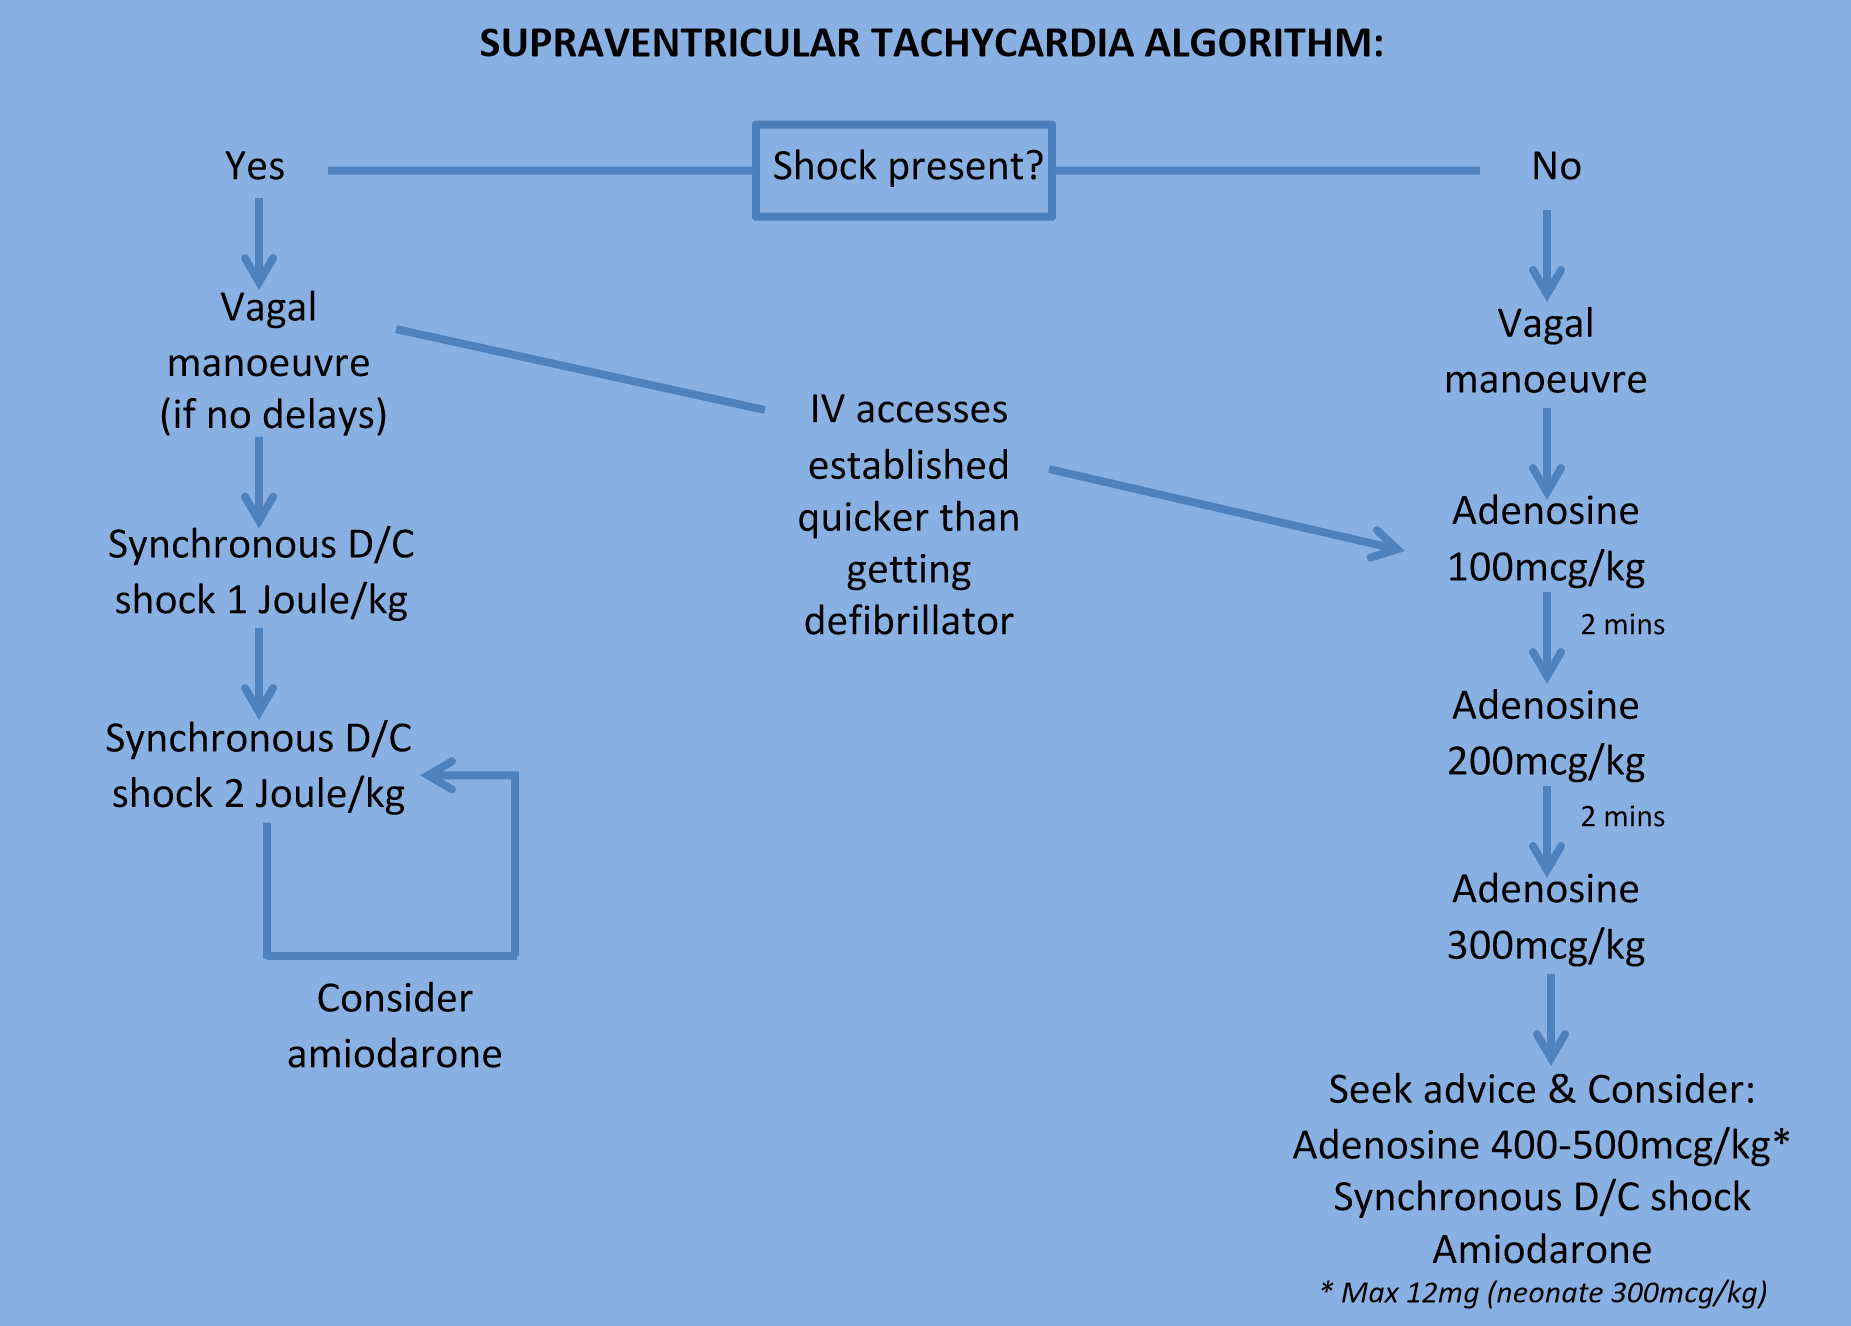 SUPRAVENTRICULAR TACHYCARDIA ALGORITHM:
Shock present?
Yes
No
Vagal
manoeuvre
(if no delays)
Synchronous D/C
shock 1 Joule/kg
Synchronous D/C
shock 2 Joule/kg
Consider
amiodarone
IV accesses
established
quicker than
getting
defibrillator
Vagal
manoeuvre
Adenosine
100mcg/kg
2 mins
Adenosine
200mcg/kg
2 mins
Adenosine
300mcg/kg
Seek advice & Consider:
Adenosine 400-500mcg/kg*
Synchronous D/C shock
Amiodarone
* Max 12mg (neonate 300mcg/kg)